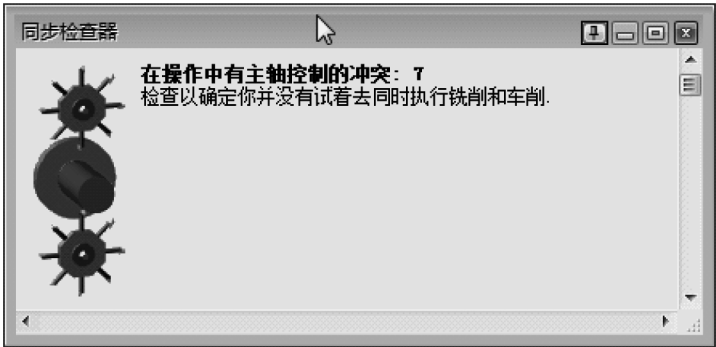 同步检查器
在操作中有主轴控制的冲突: 7
检查以确定你并没有试着去同时执行铣削和车削.